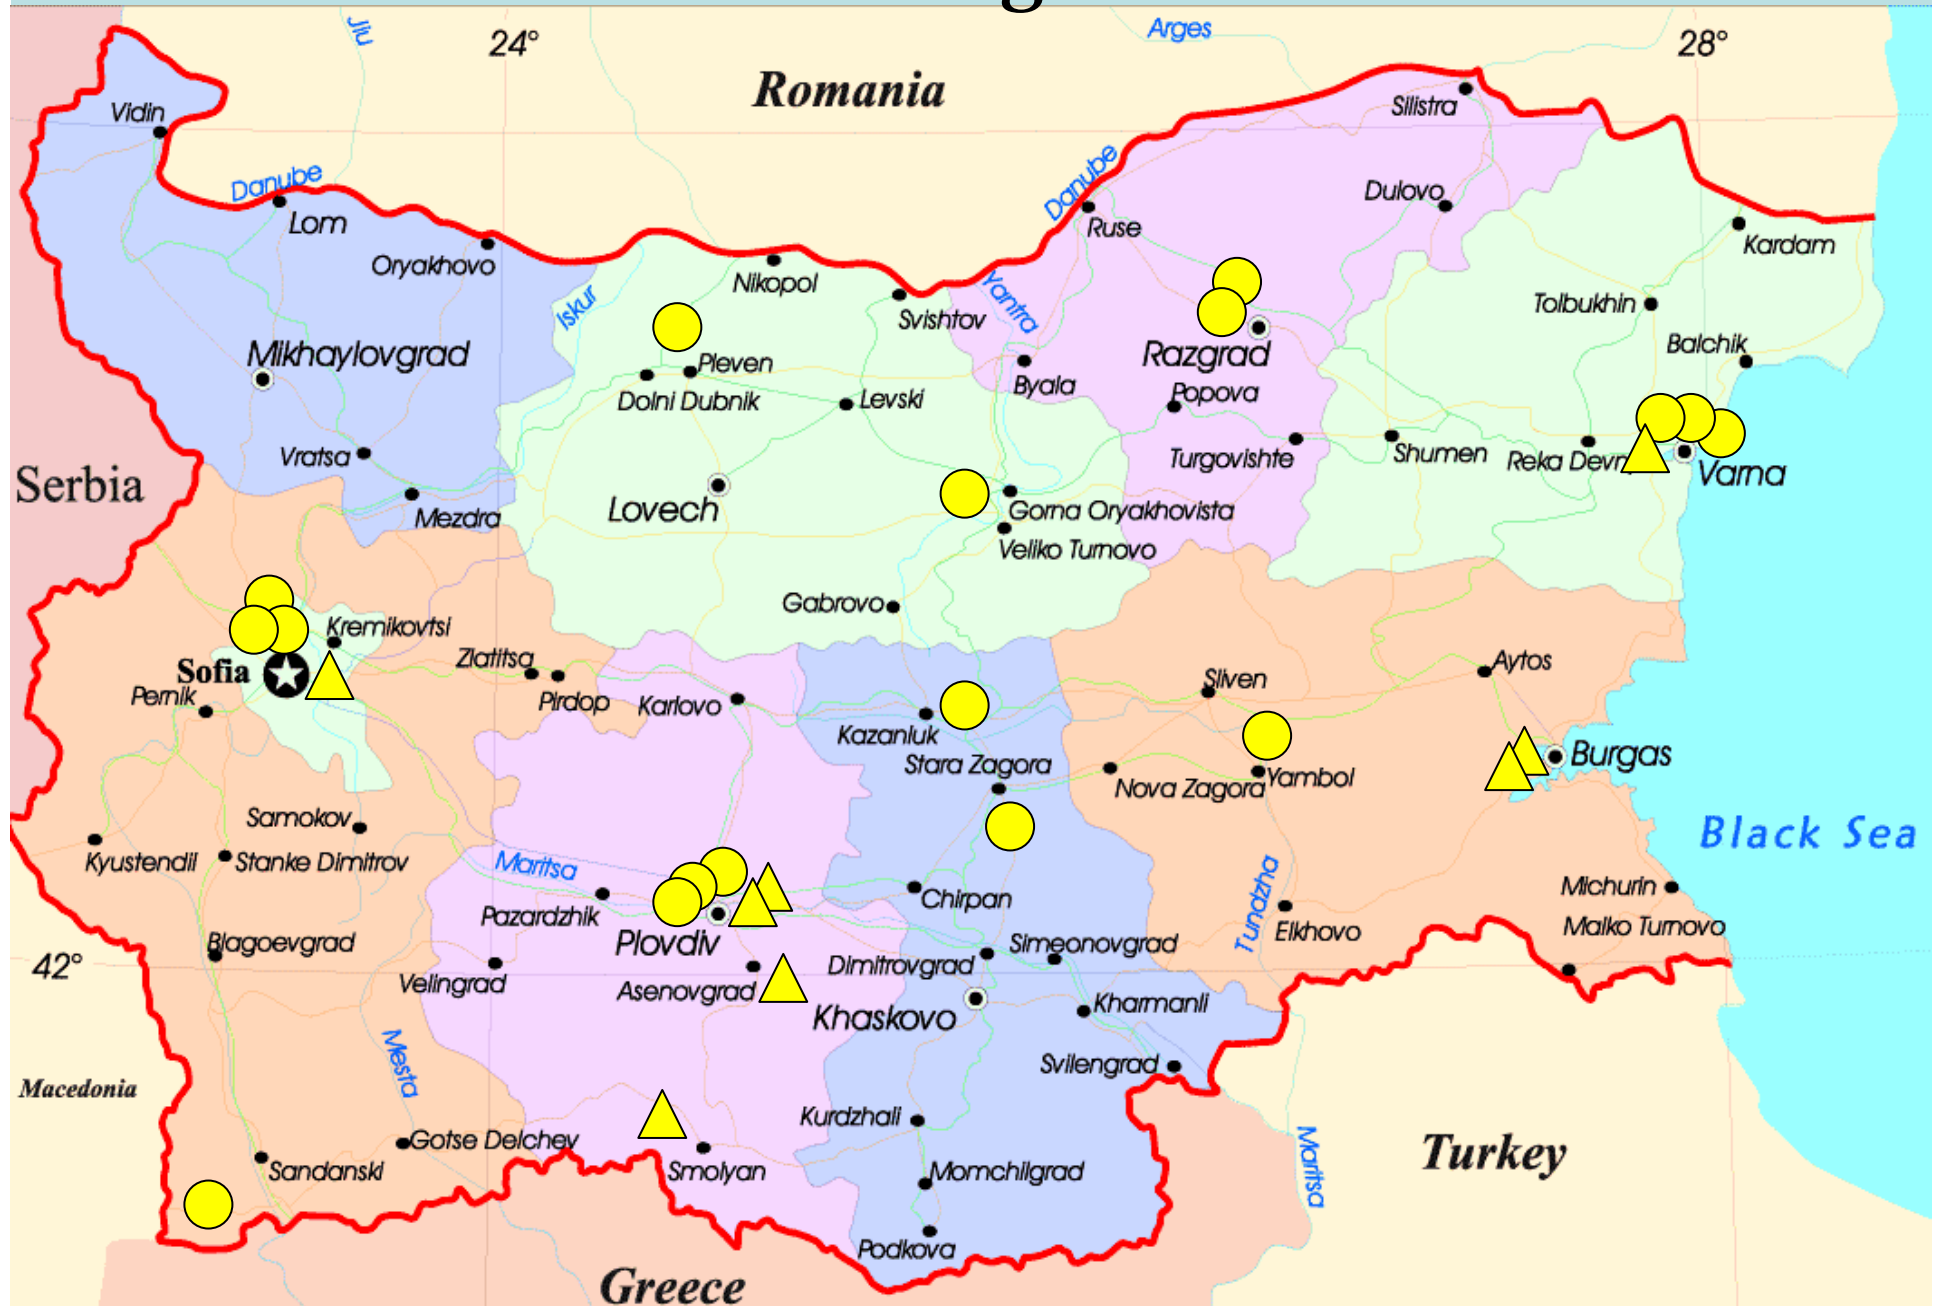 24°
Jiu
Arges
28°
Romania
Vidin
Silistra
Danube
Danube
Dulovo
Lom
Ruse
Kardam
Oryakhovo
Nikopol
Iskur
Yantra
Svishtov
Tolbukhin
Mikhaylovgrad
Razgrad
Balchik
Pleven
Byala
Dolni Dubnik
Levski
Popova
Vratsa
Turgovishte
Shumen
Reka Devn
Varna
Serbia
Lovech
Mezdra
Gorna Oryakhovista
Veliko Turnovo
Gabrovo
Kremikovtsi
Sofia
Zlatitsa
Aytos
Sliven
Pernik
Pirdop
Karlovo
Kazanluk
Burgas
Stara Zagora
Yambol
Nova Zagora
Samokov
Black Sea
Kyustendil
Stanke Dimitrov
Maritsa
Michurin
Chirpan
Tundzha
Pazardzhik
Malko Turnovo
Elkhovo
Plovdiv
Blagoevgrad
Simeonovgrad
42°
Dimitrovgrad
Velingrad
Asenovgrad
Kharmanli
Khaskovo
Mesta
Svilengrad
Macedonia
Kurdzhali
Gotse Delchev
Turkey
Maritsa
Sandanski
Smolyan
Momchilgrad
Podkova
Greece